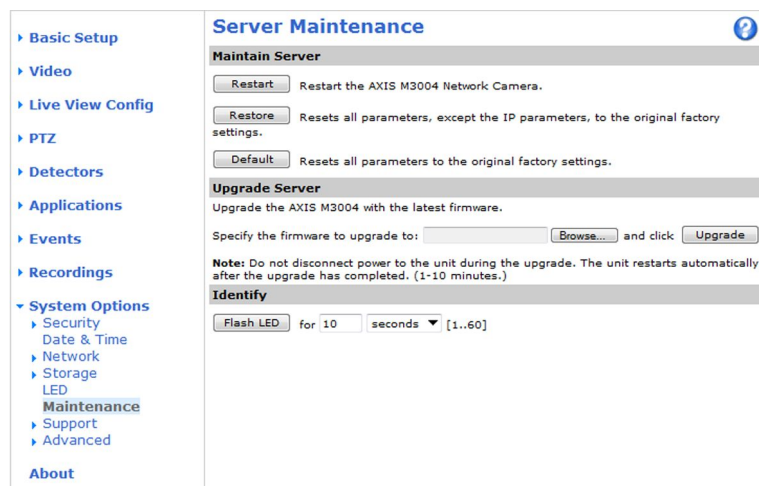 Basic Setup
Video
Live View Config
PTZ
Detectors
Applications
Events
Recordings
System Options
Security
Date & Time
Network
Storage
LED
Maintenance
Support
Advanced
About
Server Maintenance
?
Maintain Server
Restart Restart the AXIS M3004 Network Camera.
Restore Resets all parameters, except the IP parameters, to the original factory
settings.
Default Resets all parameters to the original factory settings.
Upgrade Server
Upgrade the AXIS M3004 with the latest firmware.
Specify the firmware to upgrade to: Browse... and click Upgrade
Note: Do not disconnect power to the unit during the upgrade. The unit restarts automatically
after the upgrade has completed. (1-10 minutes.)
Identify
Flash LED for 10 seconds [1..60]